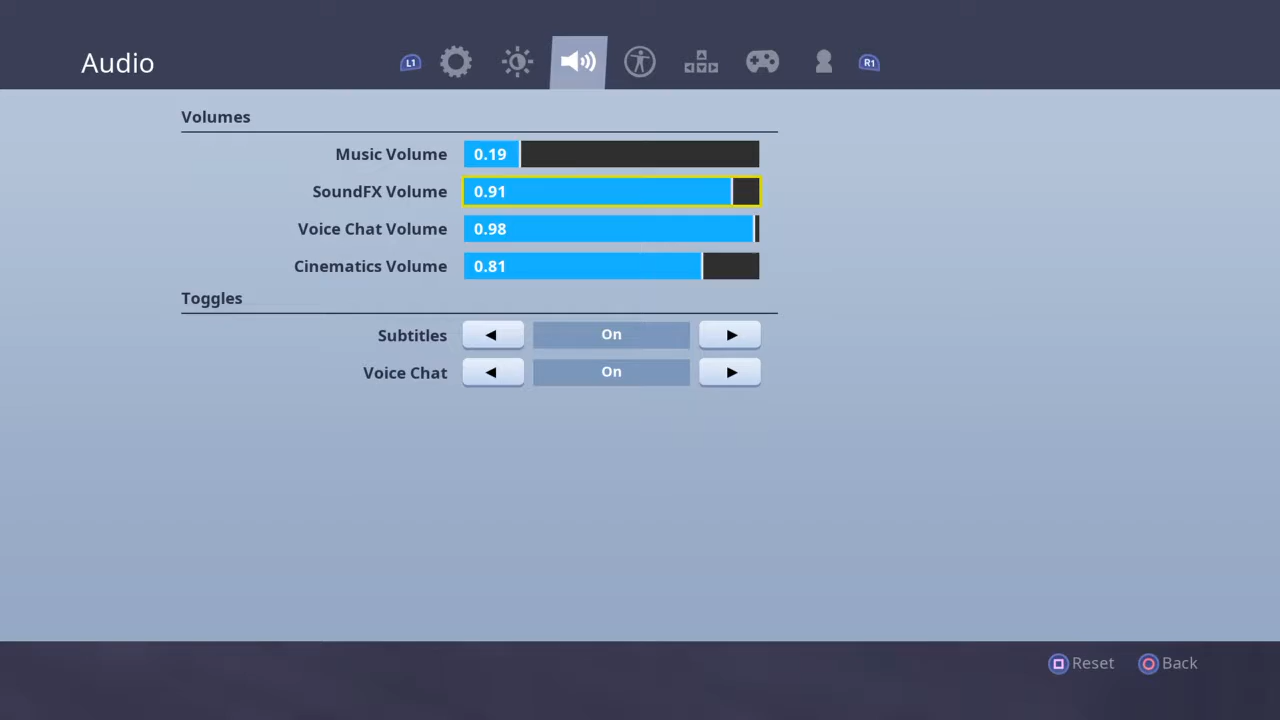 Audio
L1
R1
Volumes
Music Volume 0.19
SoundFX Volume 0.91
Voice Chat Volume 0.98
Cinematics Volume 0.81
Toggles
Subtitles On
Voice Chat On
Reset Back